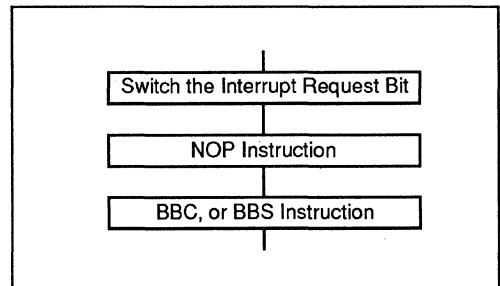 Switch the Interrupt Request Bit
NOP Instruction
BBC, or BBS Instruction